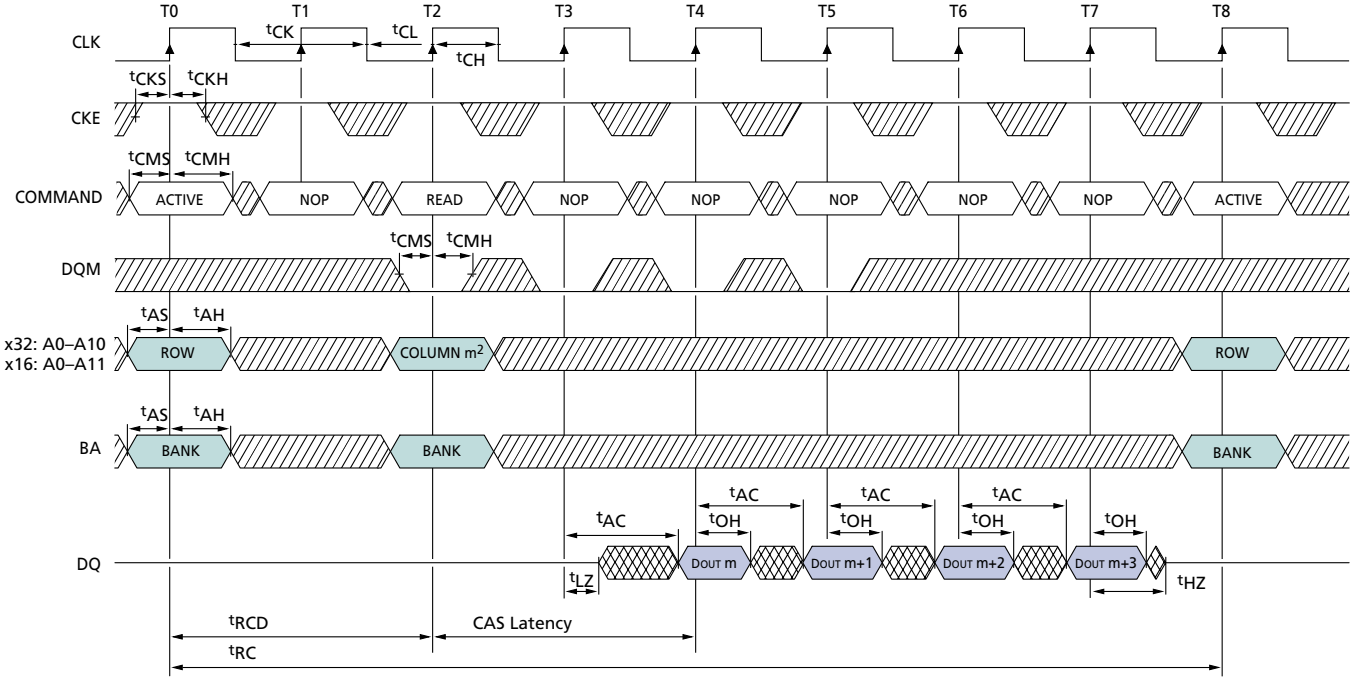 T0 T1 T2 T3 T4 T5 T6 T7 T8
CLK tCK tCL tCH
tCKS tCKH
CKE
tCMS tCMH
COMMAND ACTIVE NOP READ NOP NOP NOP NOP NOP ACTIVE
tCMS tCMH
DQM
tAS tAH
x32: A0–A10 ROW COLUMN m2 ROW
x16: A0–A11
tAS tAH
BA BANK BANK BANK
tAC tAC tAC tAC
tOH tOH tOH tOH
DQ DOUT m DOUT m+1 DOUT m+2 DOUT m+3
tLZ tHZ
tRCD CAS Latency
tRC